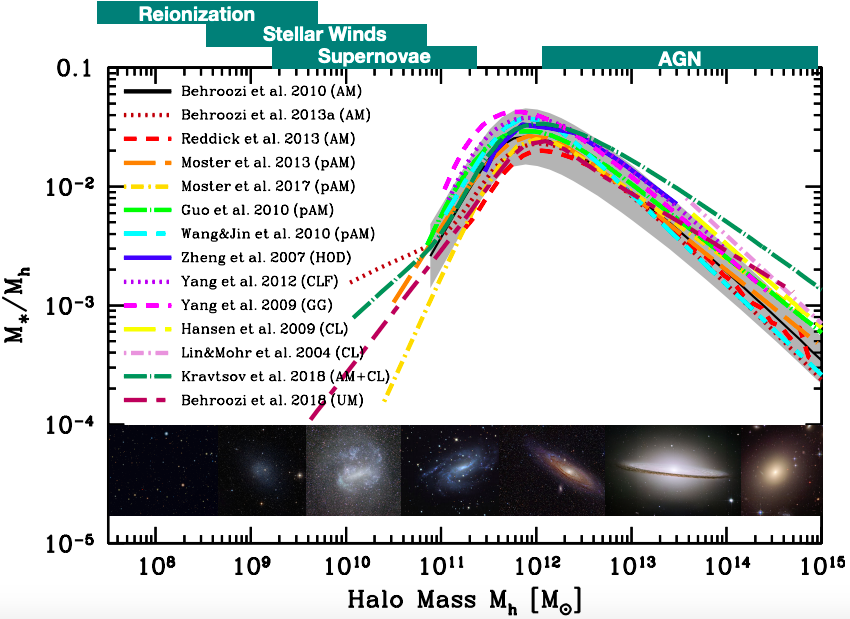 Reionization
Stellar Winds
Supernovae
AGN
0.1
Behroozi et al. 2010 (AM)
Behroozi et al. 2013a (AM)
Reddick et al. 2013 (AM)
Moster et al. 2013 (pAM)
Moster et al. 2017 (pAM)
Guo et al. 2010 (pAM)
Wang&Jin et al. 2010 (pAM)
Zheng et al. 2007 (HOD)
Yang et al. 2012 (CLF)
Yang et al. 2009 (GG)
Hansen et al. 2009 (CL)
Lin&Mohr et al. 2004 (CL)
Kravtsov et al. 2018 (AM+CL)
Behroozi et al. 2018 (UM)
10⁻²
10⁻³
10⁻⁴
10⁻⁵
M*/Mh
10⁸ 10⁹ 10¹⁰ 10¹¹ 10¹² 10¹³ 10¹⁴ 10¹⁵
Halo Mass Mh [M⊙]